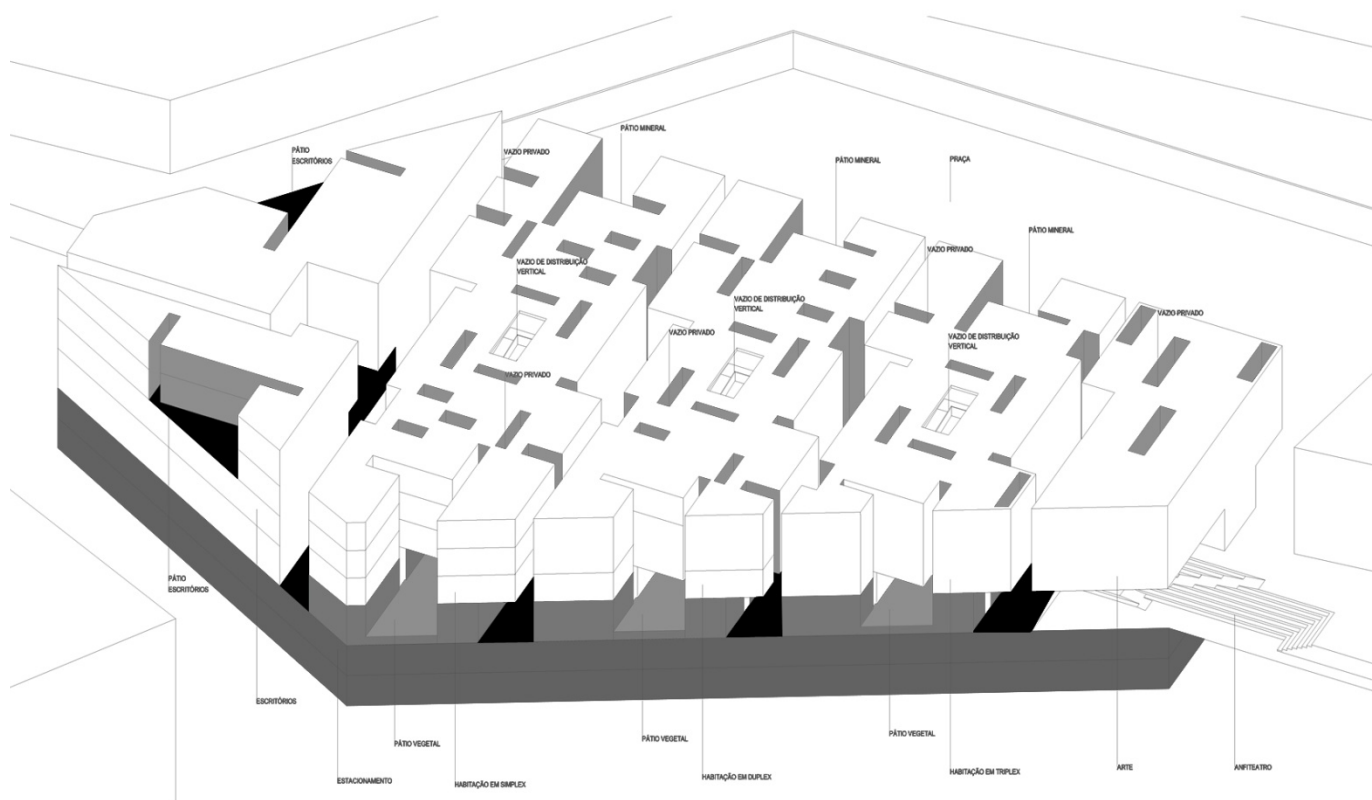 PÁTIO MINERAL
PÁTIO
ESCRITÓRIOS
VAZIO PRIVADO
PÁTIO MINERAL
PRAÇA
PÁTIO MINERAL
VAZIO PRIVADO
VAZIO DE DISTRIBUIÇÃO
VERTICAL
VAZIO DE DISTRIBUIÇÃO
VERTICAL
VAZIO PRIVADO
VAZIO PRIVADO
VAZIO DE DISTRIBUIÇÃO
VERTICAL
VAZIO PRIVADO
PÁTIO
ESCRITÓRIOS
ESCRITÓRIOS
PÁTIO VEGETAL
PÁTIO VEGETAL
PÁTIO VEGETAL
ESTACIONAMENTO
HABITAÇÃO EM SIMPLEX
HABITAÇÃO EM DUPLEX
HABITAÇÃO EM TRIPLEX
ARTE
ANFITEATRO